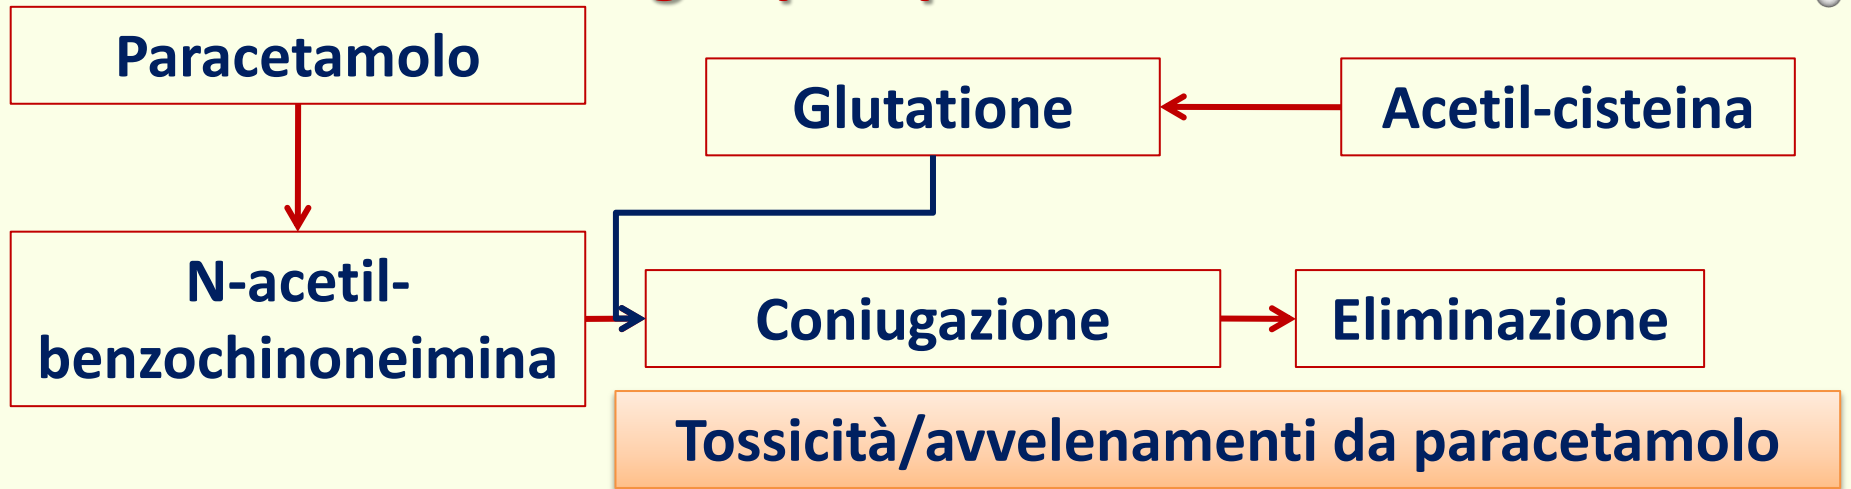 Paracetamolo
Glutatione
Acetil-cisteina
N-acetil-
benzochinoneimina
Coniugazione
Eliminazione
Tossicità/avvelenamenti da paracetamolo